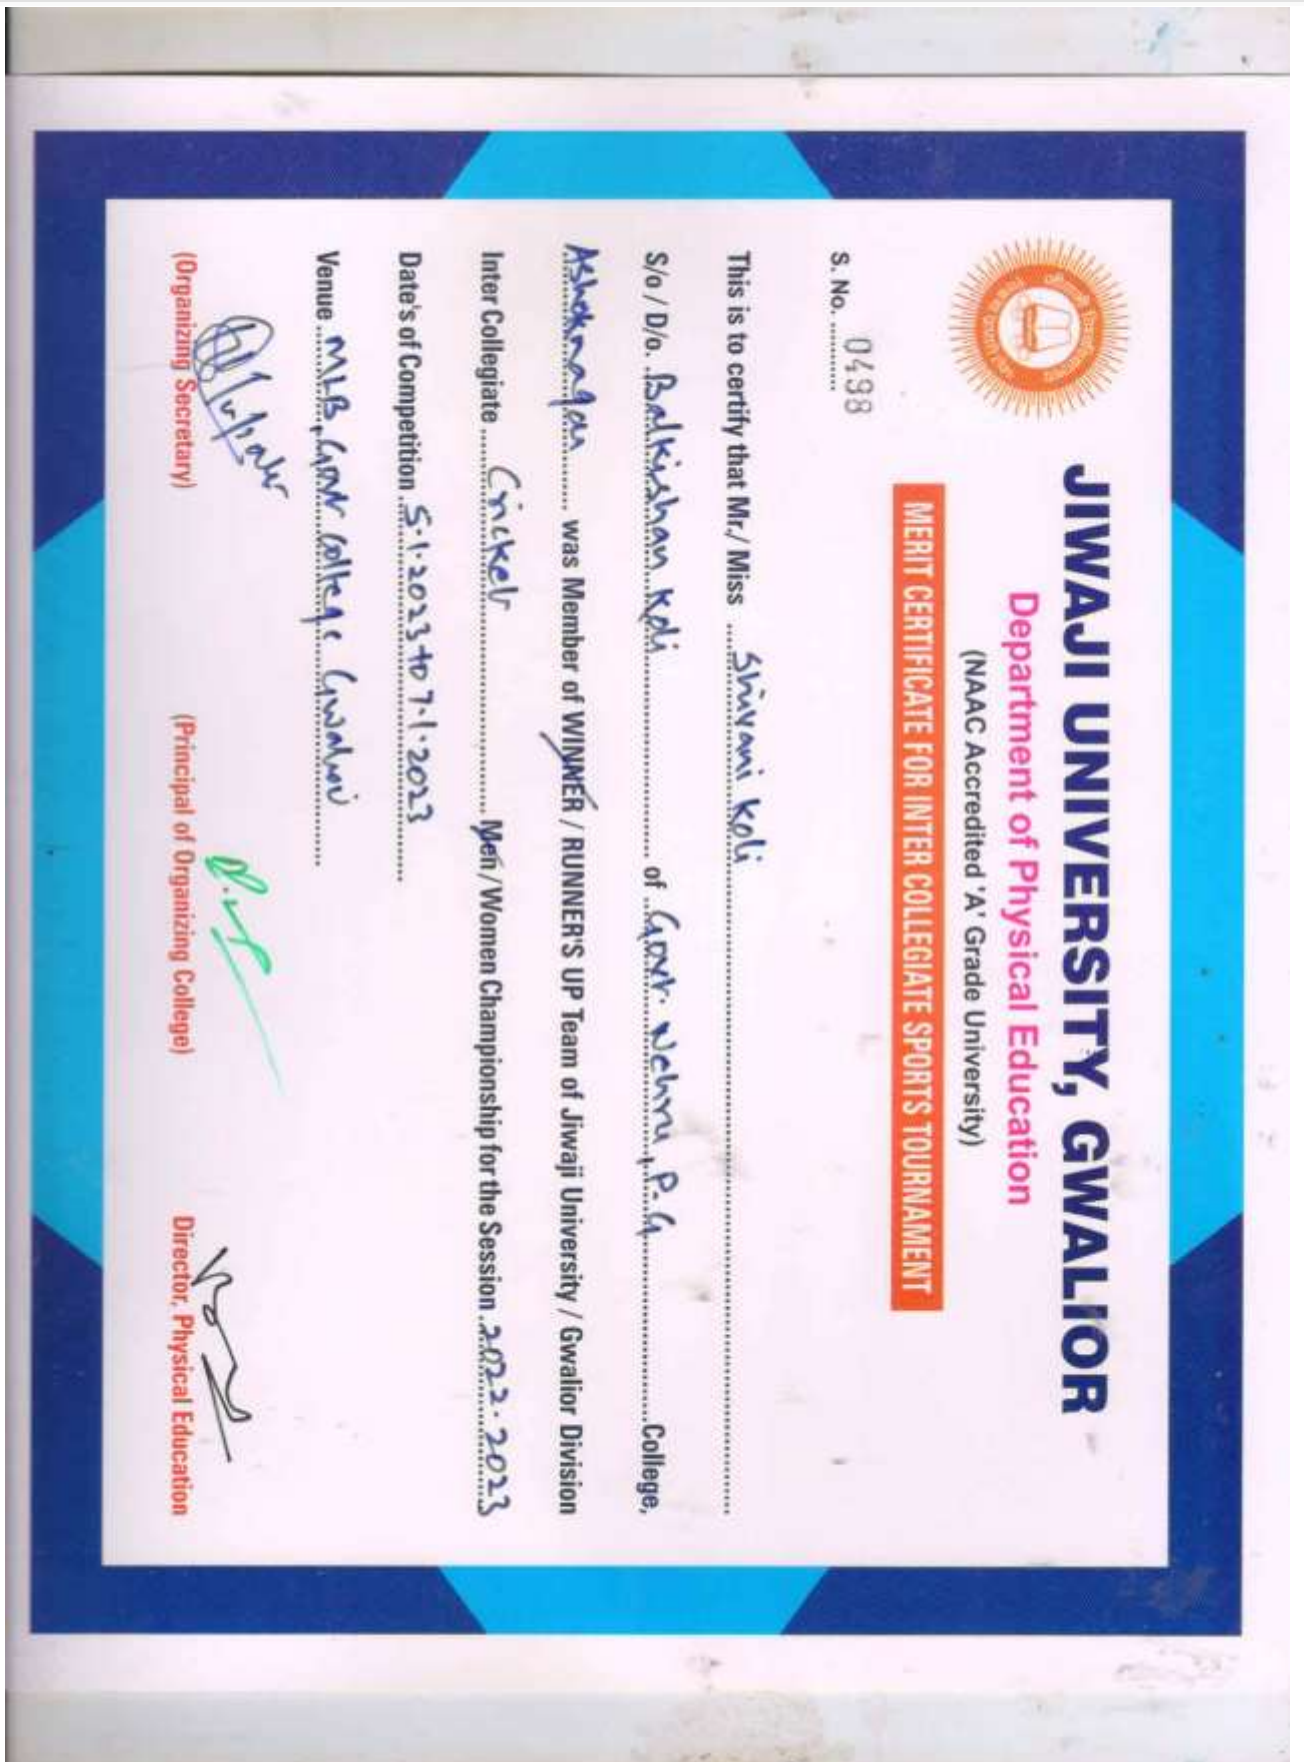 JIWAJI UNIVERSITY, GWALIOR
Department of Physical Education
(NAAC Accredited 'A' Grade University)
MERIT CERTIFICATE FOR INTER COLLEGIATE SPORTS TOURNAMENT
S. No. 0498
This is to certify that Mr./ Miss Shivani Koli
S/o / D/o. Balkishan Koli of Govt. Nehru P.G College,
Ashoknagar was Member of WINNER / RUNNER'S UP Team of Jiwaji University / Gwalior Division
Inter Collegiate Cricket Men / Women Championship for the Session 2022-2023
Date's of Competition 5.1.2023 to 7.1.2023
Venue MLB, Govt College Gwalior
(Organizing Secretary) (Principal of Organizing College) Director, Physical Education